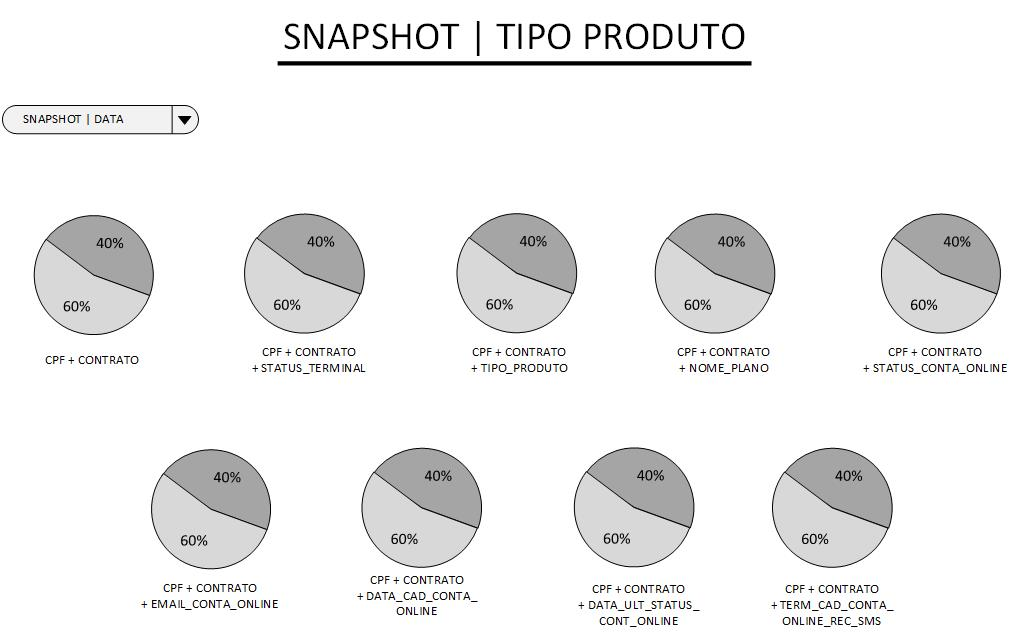 SNAPSHOT | TIPO PRODUTO
SNAPSHOT | DATA
40%
60%
CPF + CONTRATO
40%
60%
CPF + CONTRATO
+ STATUS_TERMINAL
40%
60%
CPF + CONTRATO
+ TIPO_PRODUTO
40%
60%
CPF + CONTRATO
+ NOME_PLANO
40%
60%
CPF + CONTRATO
+ STATUS_CONTA_ONLINE
40%
60%
CPF + CONTRATO
+ EMAIL_CONTA_ONLINE
40%
60%
CPF + CONTRATO
+ DATA_CAD_CONTA_
ONLINE
40%
60%
CPF + CONTRATO
+ DATA_ULT_STATUS_
CONT_ONLINE
40%
60%
CPF + CONTRATO
+ TERM_CAD_CONTA_
ONLINE_REC_SMS